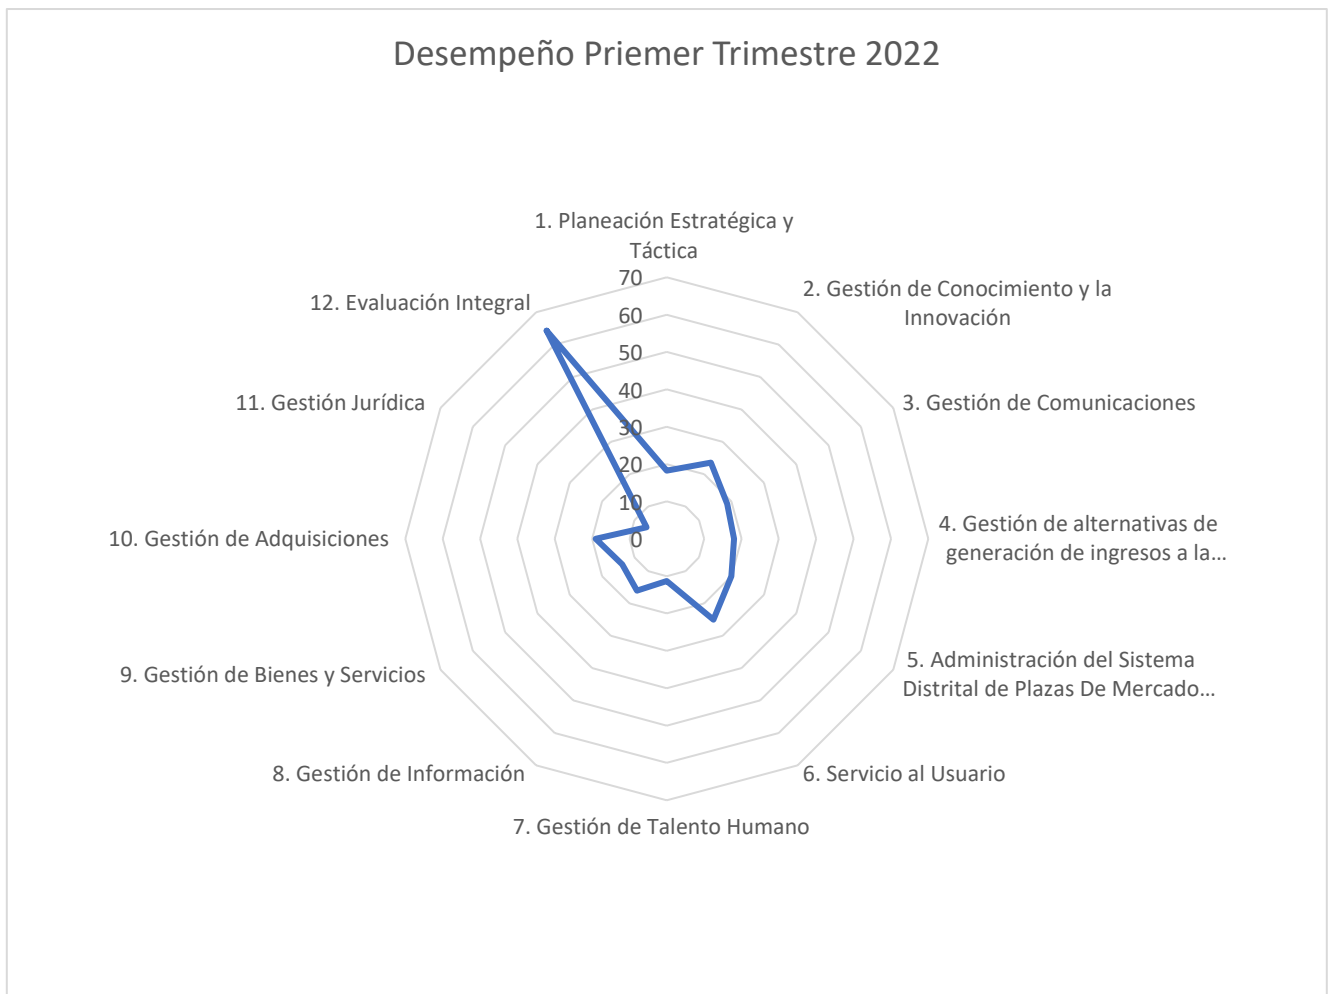 Desempeño Priemer Trimestre 2022
1. Planeación Estratégica y
Táctica
2. Gestión de Conocimiento y la
Innovación
3. Gestión de Comunicaciones
4. Gestión de alternativas de
generación de ingresos a la…
5. Administración del Sistema
Distrital de Plazas De Mercado…
6. Servicio al Usuario
7. Gestión de Talento Humano
8. Gestión de Información
9. Gestión de Bienes y Servicios
10. Gestión de Adquisiciones
11. Gestión Jurídica
12. Evaluación Integral
70
60
50
40
30
20
10
0